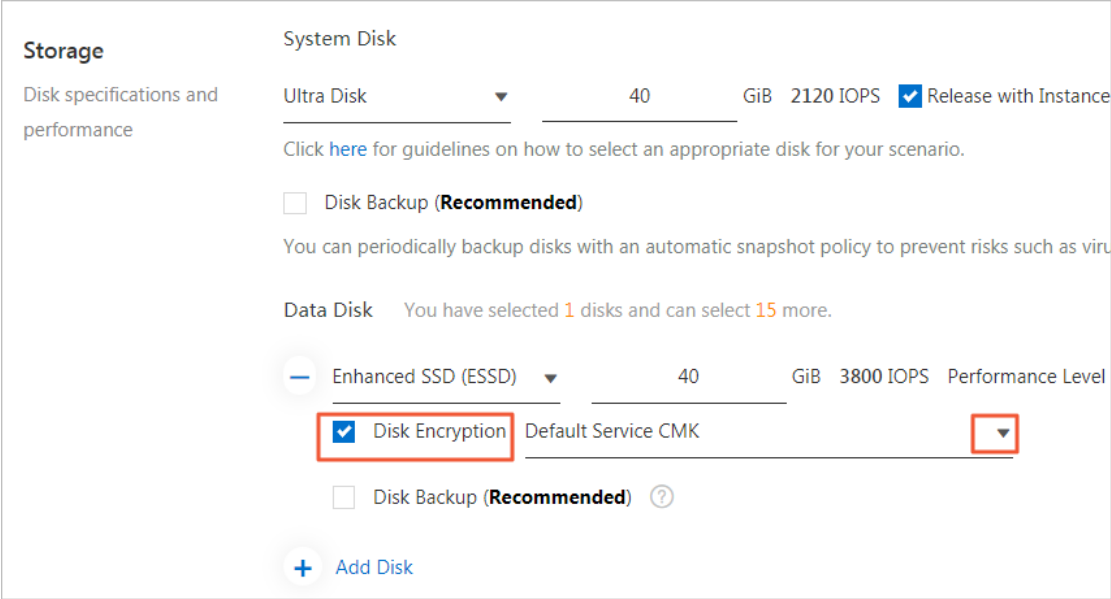 Storage
Disk specifications and
performance
System Disk
Ultra Disk 40 GiB 2120 IOPS Release with Instance
Click here for guidelines on how to select an appropriate disk for your scenario.
Disk Backup (Recommended)
You can periodically backup disks with an automatic snapshot policy to prevent risks such as viru
Data Disk You have selected 1 disks and can select 15 more.
Enhanced SSD (ESSD) 40 GiB 3800 IOPS Performance Level
Disk Encryption Default Service CMK
Disk Backup (Recommended) ?
+ Add Disk